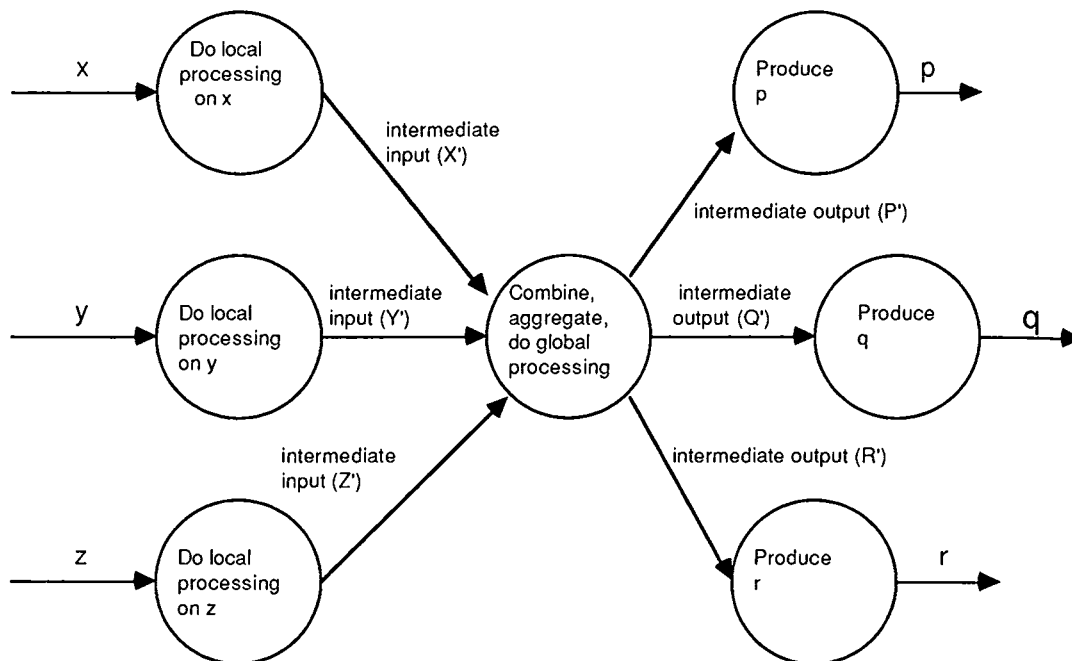 x
Do local
processing
on x
intermediate
input (X')
Produce
p
p
intermediate output (P')
y
Do local
processing
on y
intermediate
input (Y')
Combine,
aggregate,
do global
processing
intermediate
output (Q')
Produce
q
q
intermediate
input (Z')
intermediate output (R')
z
Do local
processing
on z
Produce
r
r